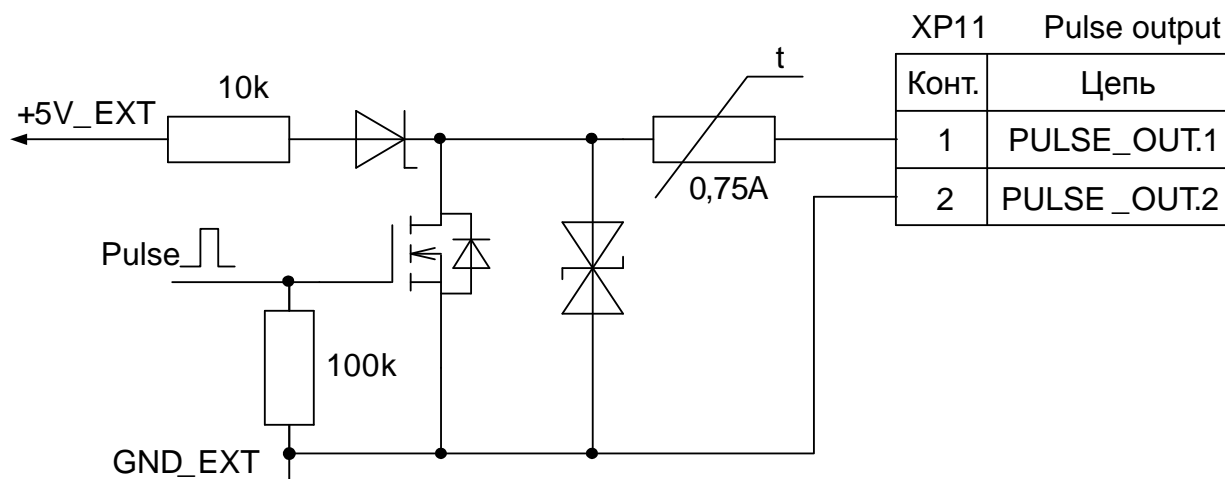 XP11 Pulse output
Конт. Цепь
1 PULSE_OUT.1
2 PULSE _OUT.2
t
10k
+5V_EXT
0,75A
Pulse
100k
GND_EXT